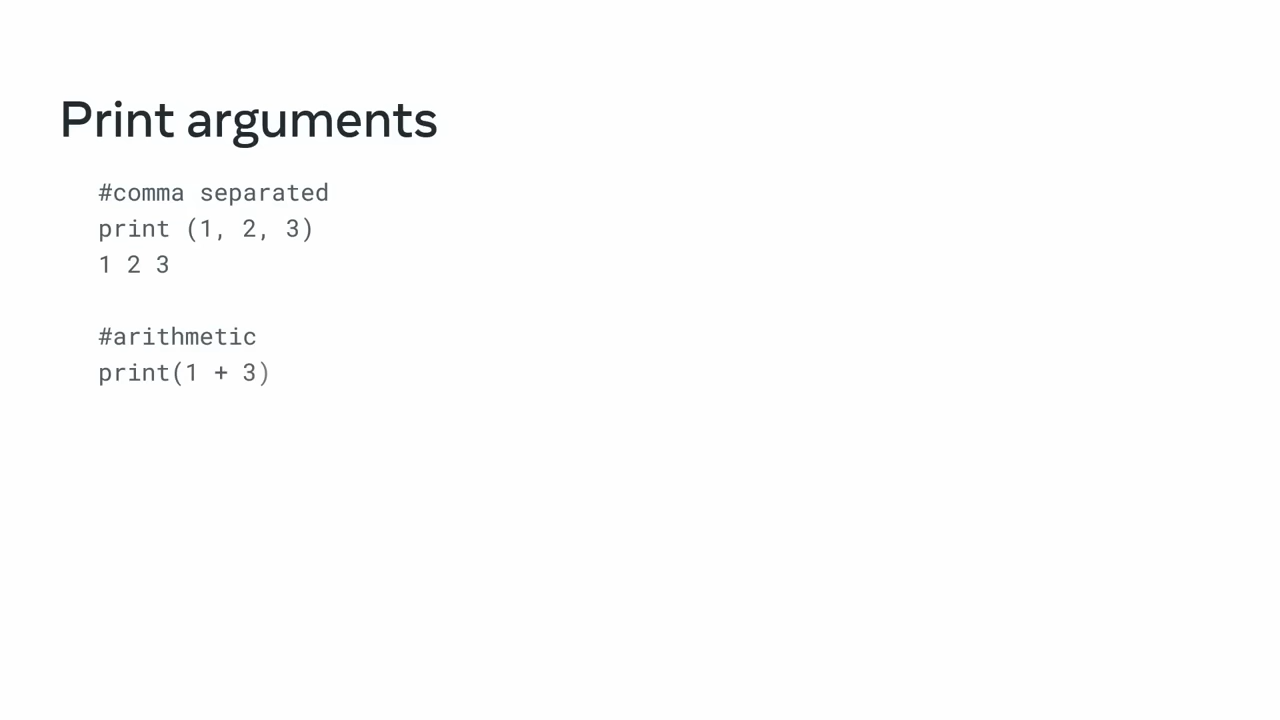 Print arguments
#comma separated
print (1, 2, 3)
1 2 3
#arithmetic
print(1 + 3)